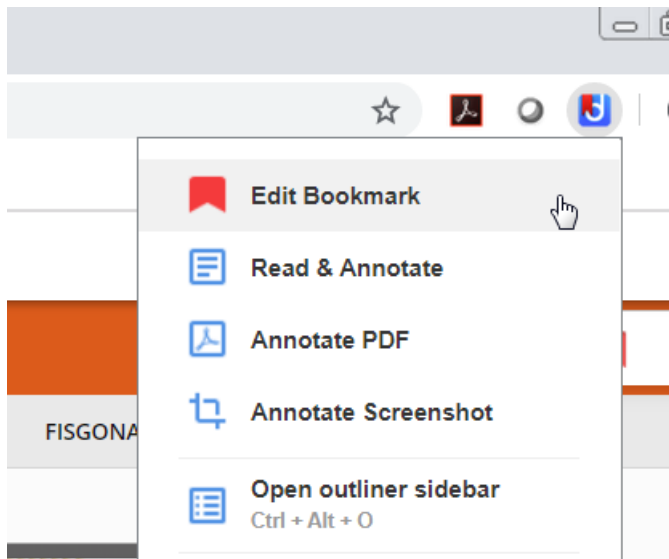 Edit Bookmark
Read & Annotate
Annotate PDF
Annotate Screenshot
FISGONA
Open outliner sidebar
Ctrl + Alt + O